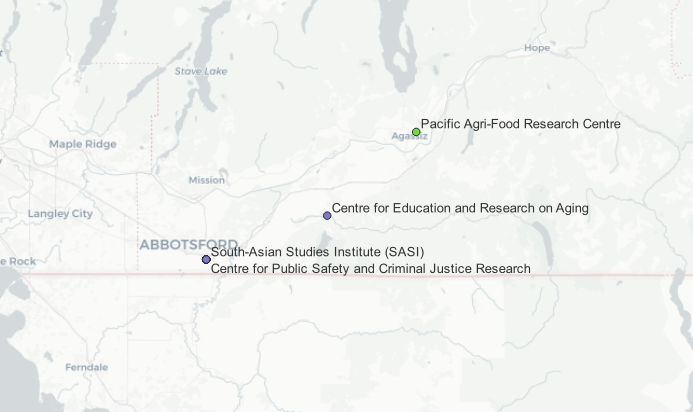 Hope
Stave Lake
Pacific Agri-Food Research Centre
Agassiz
Maple Ridge
Mission
Centre for Education and Research on Aging
Langley City
ABBOTSFORD
South-Asian Studies Institute (SASI)
e Rock
Centre for Public Safety and Criminal Justice Research
Ferndale